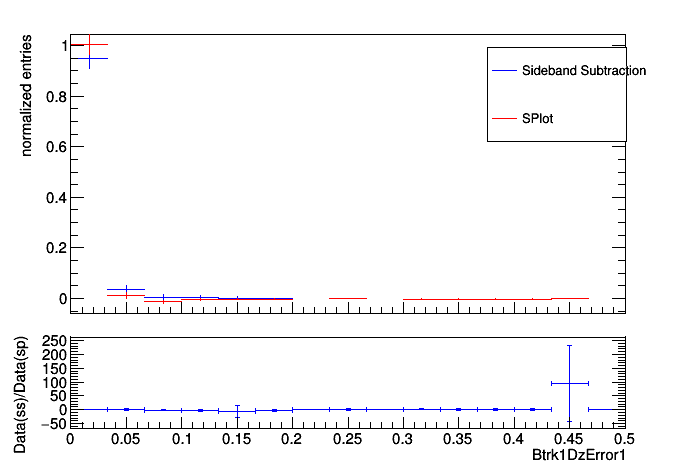 normalized entries
1
0.8
0.6
0.4
0.2
0
Sideband Subtraction
SPlot
Data(ss)/Data(sp)
250
200
150
100
50
0
−50
0 0.05 0.1 0.15 0.2 0.25 0.3 0.35 0.4 0.45 0.5
Btrk1DzError1